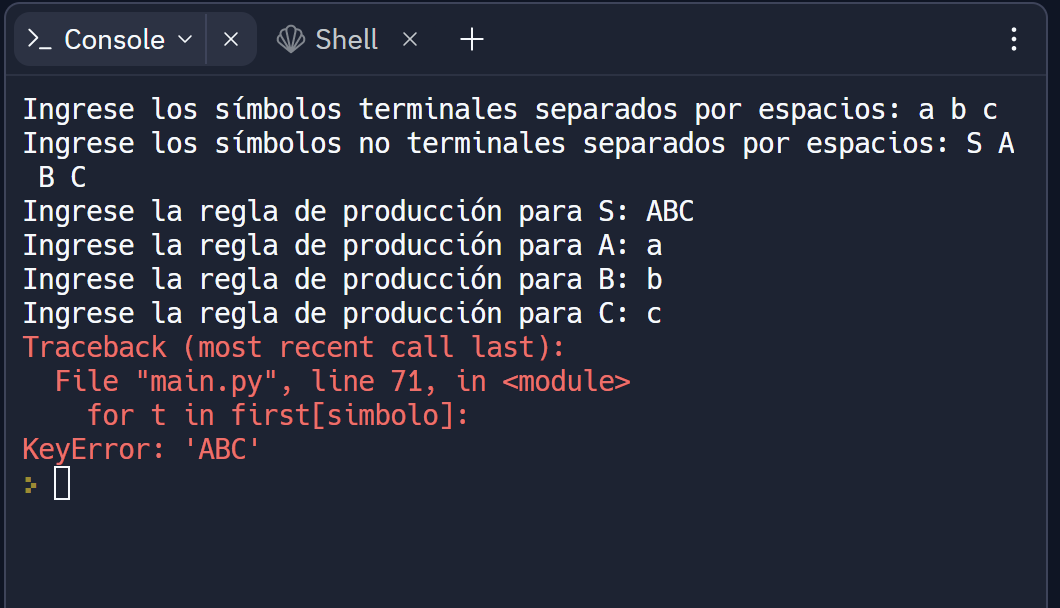 Console
Shell
Ingrese los símbolos terminales separados por espacios: a b c
Ingrese los símbolos no terminales separados por espacios: S A
B C
Ingrese la regla de producción para S: ABC
Ingrese la regla de producción para A: a
Ingrese la regla de producción para B: b
Ingrese la regla de producción para C: c
Traceback (most recent call last):
File "main.py", line 71, in <module>
for t in first[simbolo]:
KeyError: 'ABC'